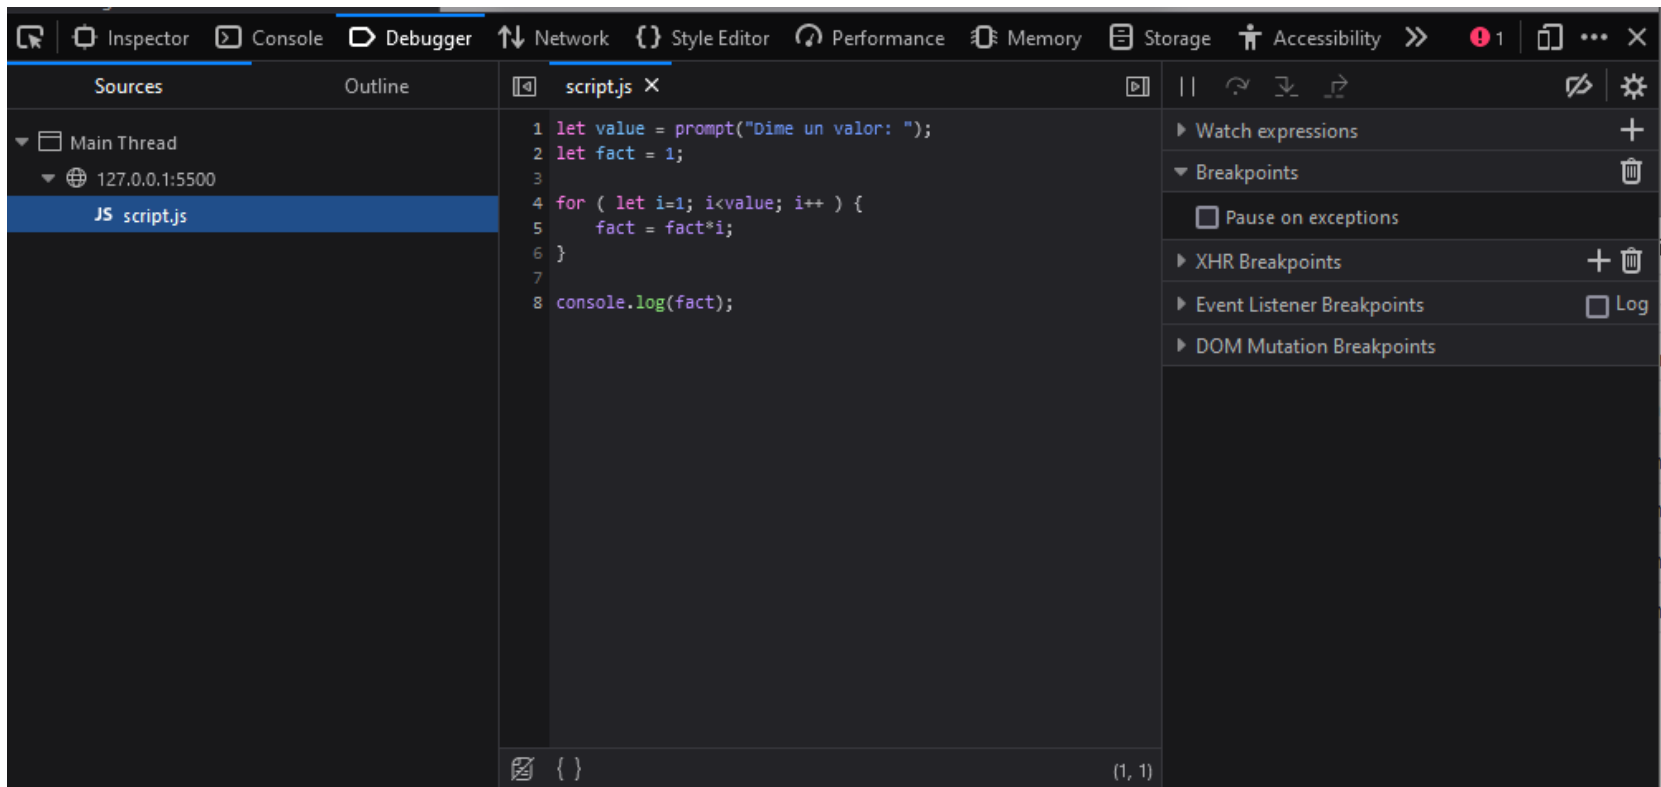 Inspector Console Debugger Network {} Style Editor Performance Memory Storage Accessibility 1
Sources Outline
Main Thread
127.0.0.1:5500
JS script.js
script.js
1 let value = prompt("Dime un valor: ");
2 let fact = 1;
3
4 for ( let i=1; i<value; i++ ) {
5     fact = fact*i;
6 }
7
8 console.log(fact);
{ } (1, 1)
Watch expressions
Breakpoints
Pause on exceptions
XHR Breakpoints
Event Listener Breakpoints Log
DOM Mutation Breakpoints